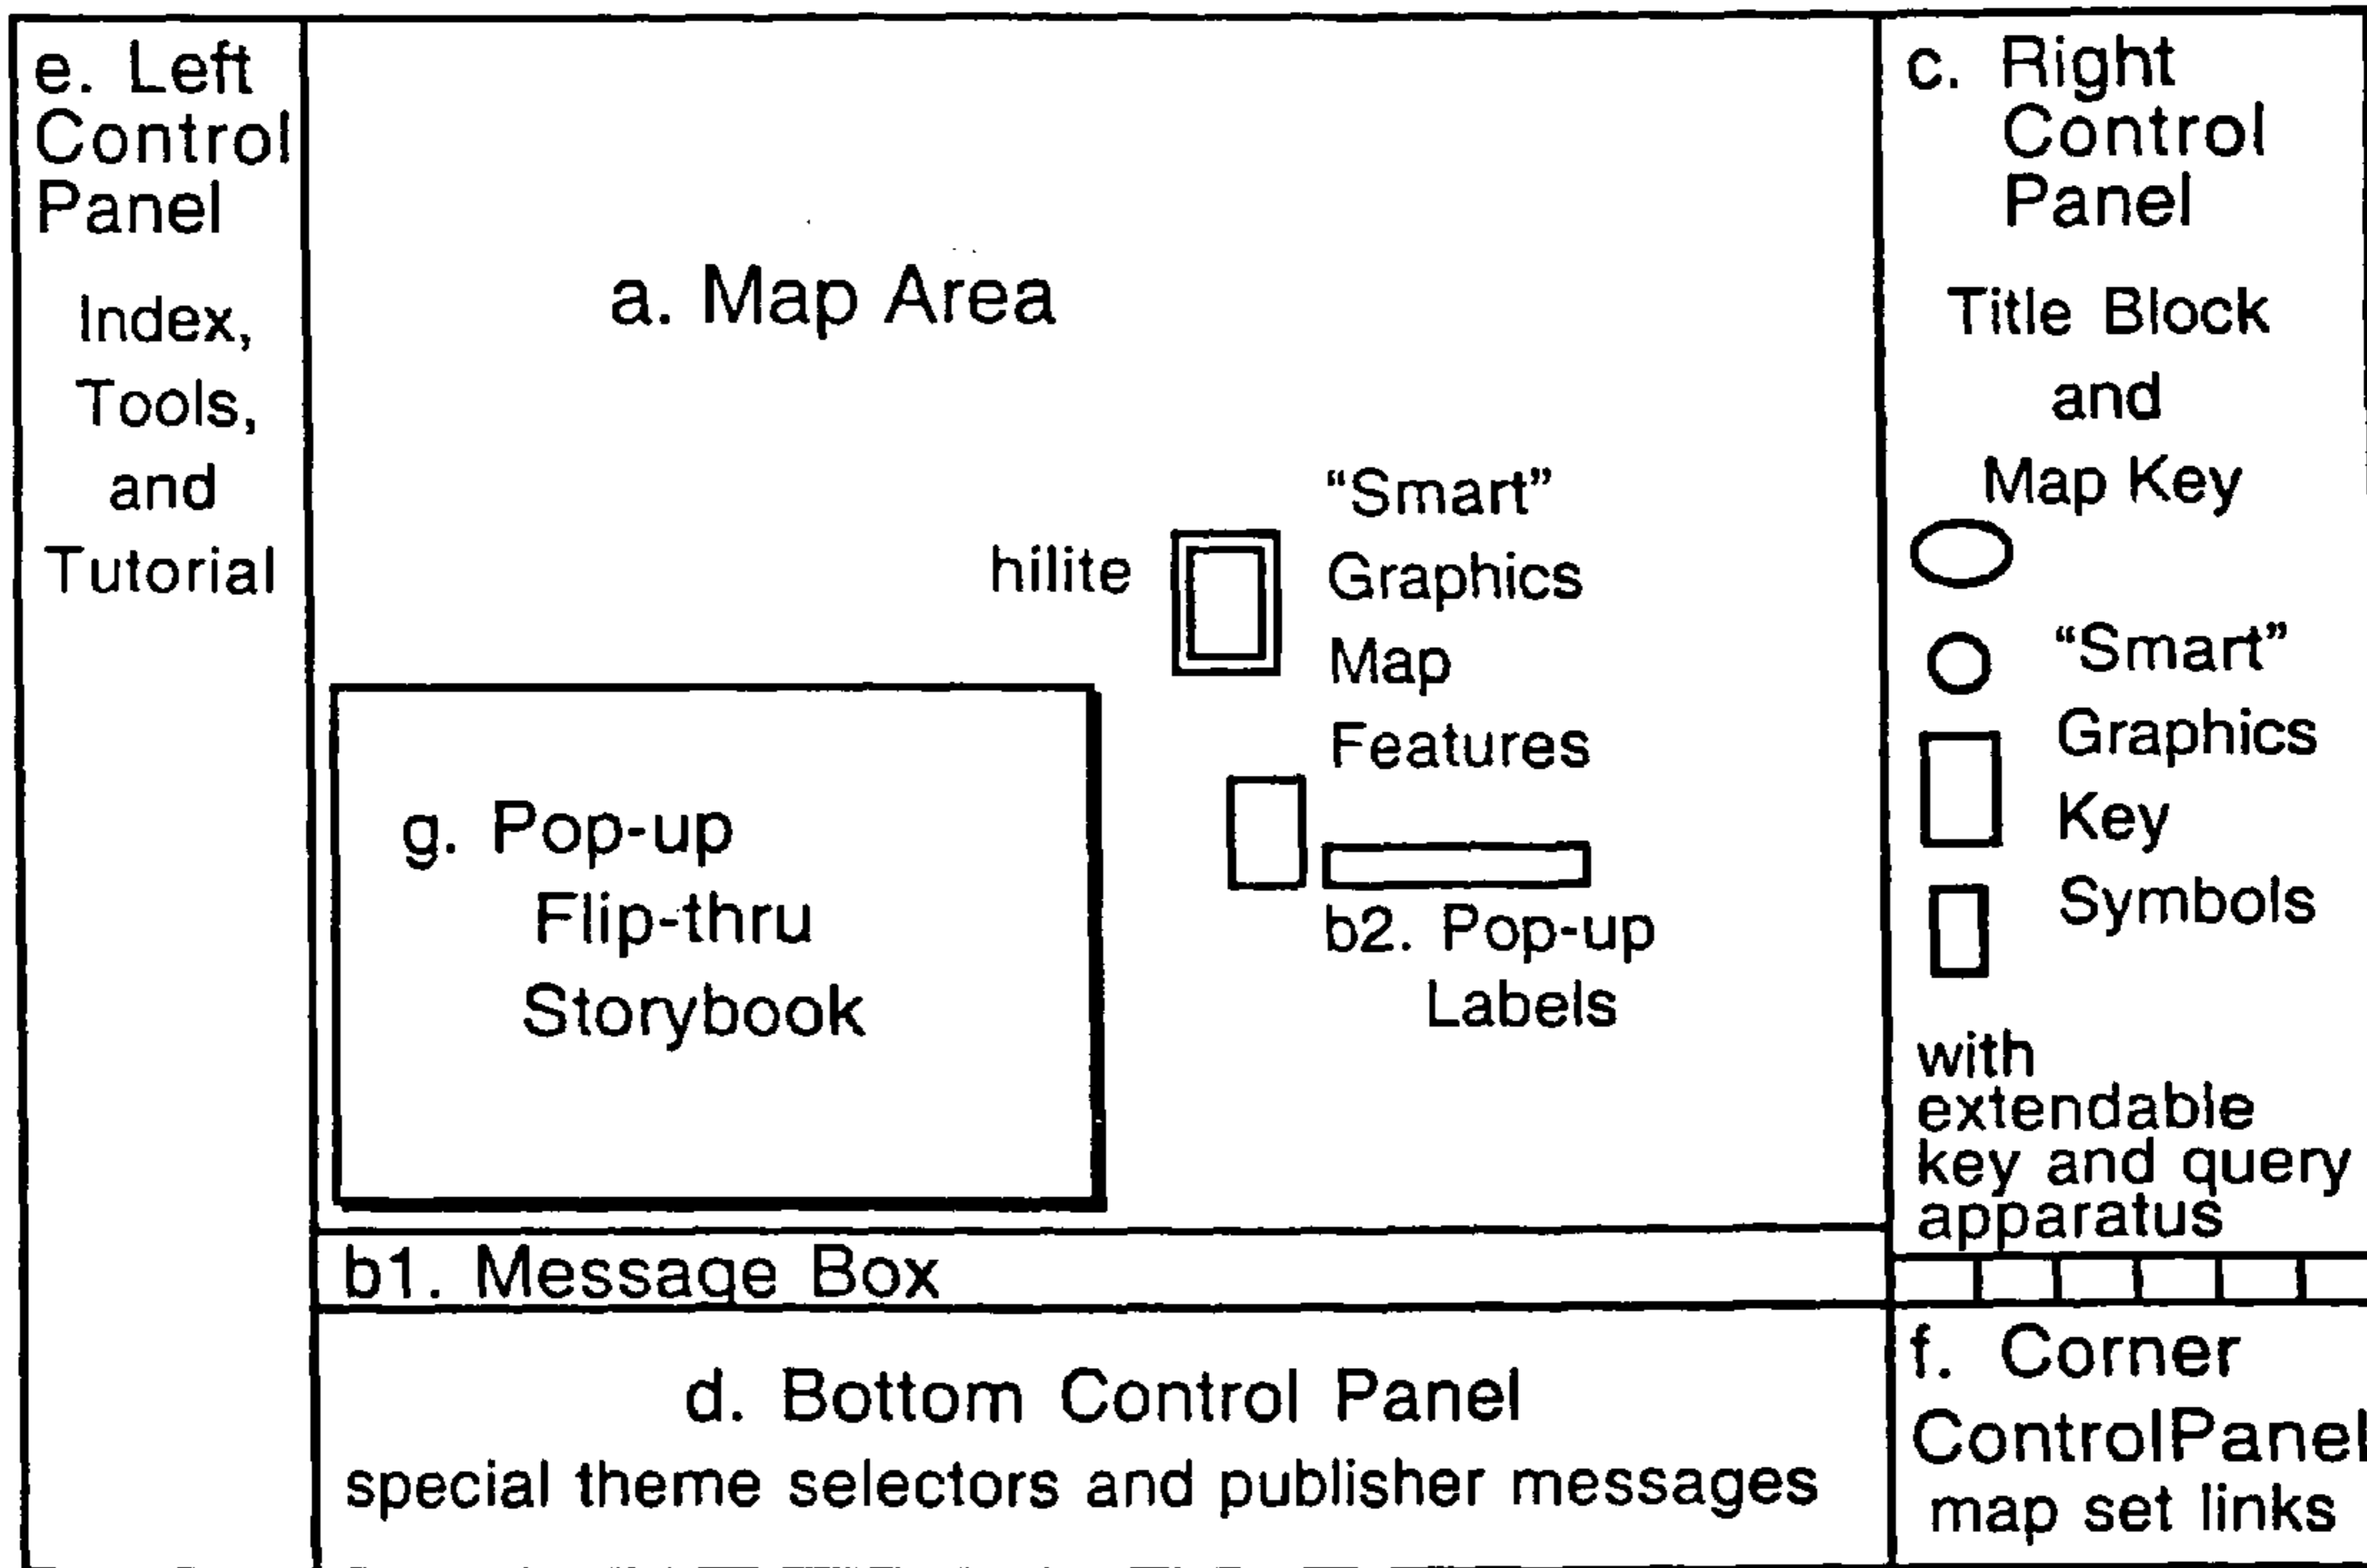 e. Left
Control
Panel
Index,
Tools,
and
Tutorial
a. Map Area
hilite
“Smart”
Graphics
Map
Features
g. Pop-up
Flip-thru
Storybook
b2. Pop-up
Labels
b1. Message Box
d. Bottom Control Panel
special theme selectors and publisher messages
c. Right
Control
Panel
Title Block
and
Map Key
“Smart”
Graphics
Key
Symbols
with
extendable
key and query
apparatus
f. Corner
ControlPanel
map set links